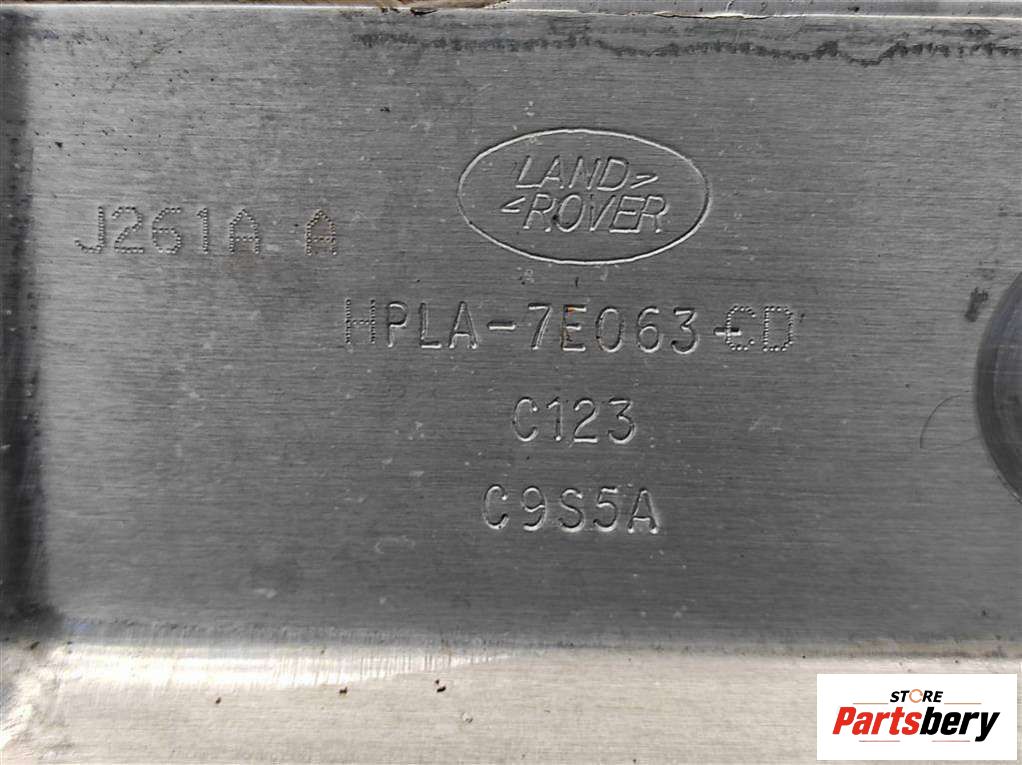 LAND
ROVER
J261A A
HPLA-7E063-CD
C123
C9S5A
STORE
Partsbery